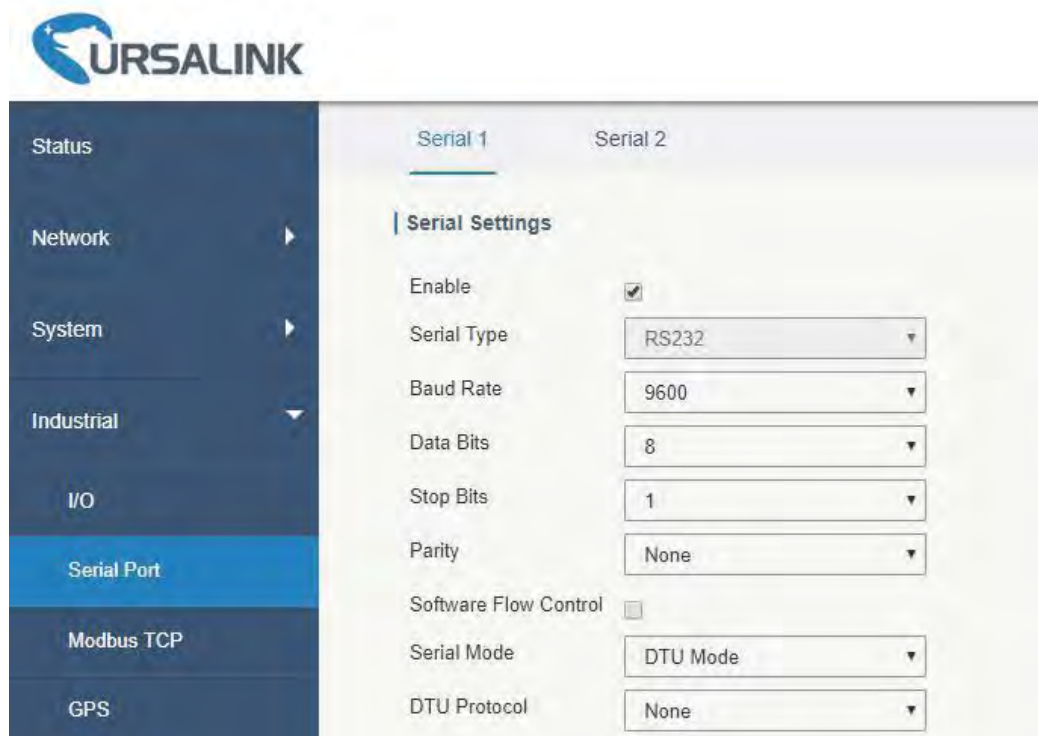 URSALINK
Status
Network
System
Industrial
I/O
Serial Port
Modbus TCP
GPS
Serial 1 Serial 2
Serial Settings
Enable
Serial Type RS232
Baud Rate 9600
Data Bits 8
Stop Bits 1
Parity None
Software Flow Control
Serial Mode DTU Mode
DTU Protocol None